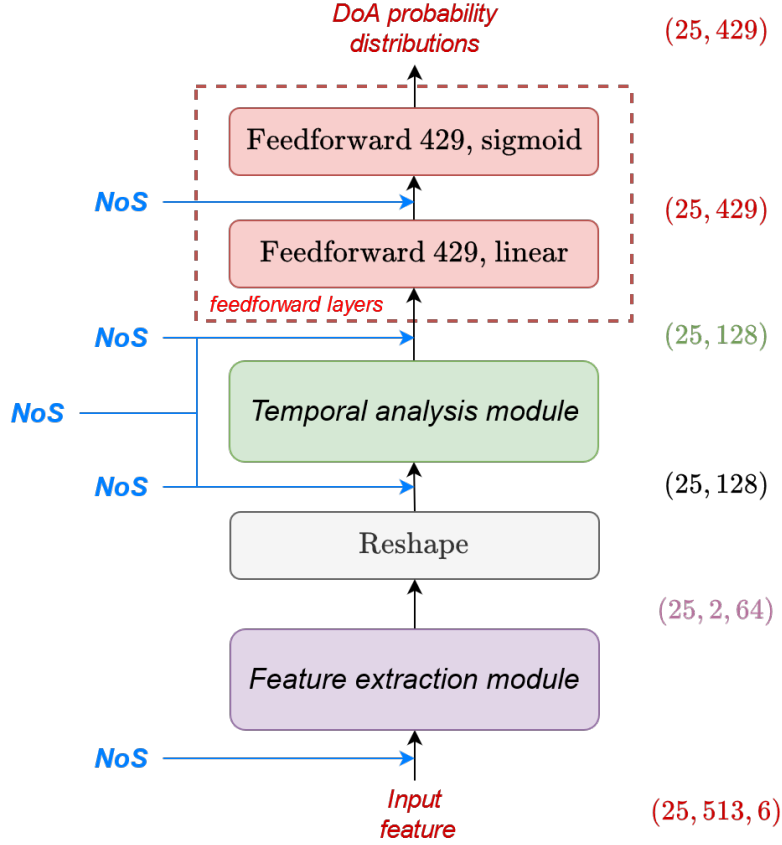 DoA probability
distributions
(25, 429)
Feedforward 429, sigmoid
NoS
(25, 429)
Feedforward 429, linear
feedforward layers
NoS
(25, 128)
NoS
Temporal analysis module
NoS
(25, 128)
Reshape
(25, 2, 64)
Feature extraction module
NoS
Input
feature
(25, 513, 6)